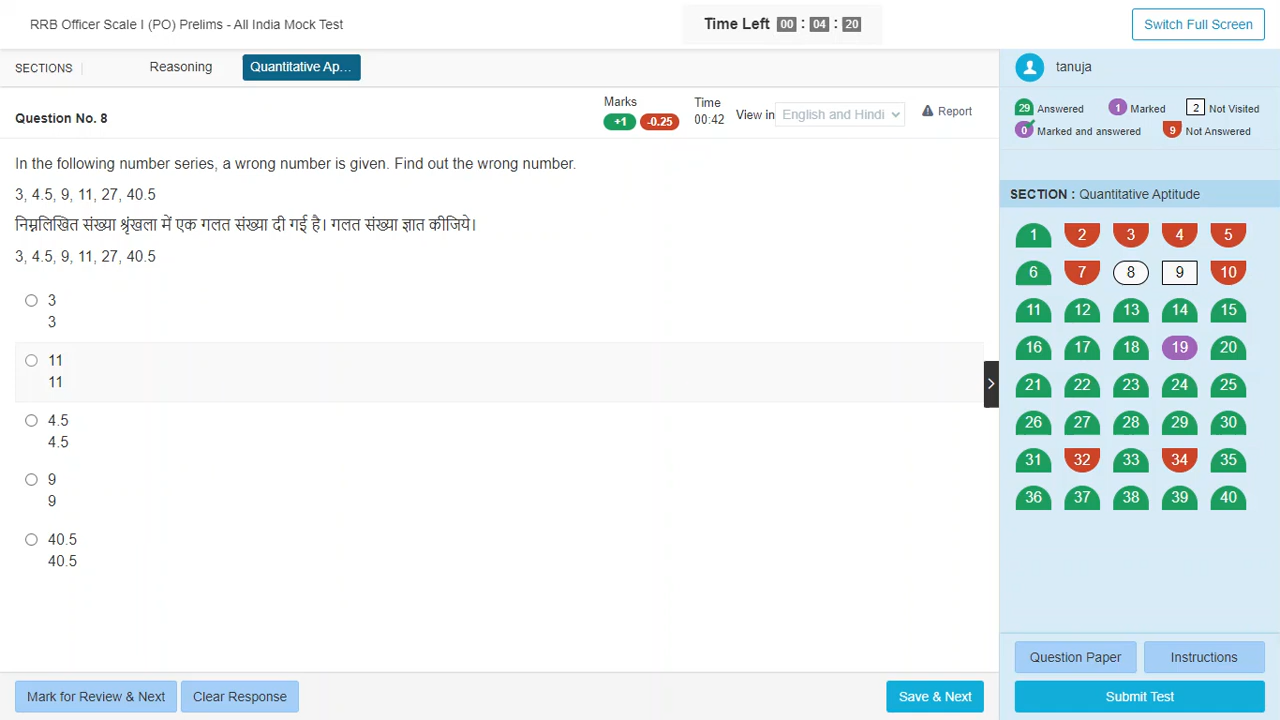 RRB Officer Scale I (PO) Prelims - All India Mock Test
Time Left 00 : 04 : 20
Switch Full Screen
SECTIONS
Reasoning
Quantitative Ap...
tanuja
Question No. 8
Marks
+1 -0.25
Time
00:42
View in English and Hindi
Report
29 Answered
1 Marked
2 Not Visited
0 Marked and answered
9 Not Answered
In the following number series, a wrong number is given. Find out the wrong number.
3, 4.5, 9, 11, 27, 40.5
निम्नलिखित संख्या श्रृंखला में एक गलत संख्या दी गई है। गलत संख्या ज्ञात कीजिये।
3, 4.5, 9, 11, 27, 40.5
3
3
11
11
4.5
4.5
9
9
40.5
40.5
SECTION : Quantitative Aptitude
1 2 3 4 5
6 7 8 9 10
11 12 13 14 15
16 17 18 19 20
21 22 23 24 25
26 27 28 29 30
31 32 33 34 35
36 37 38 39 40
Question Paper
Instructions
Mark for Review & Next
Clear Response
Save & Next
Submit Test